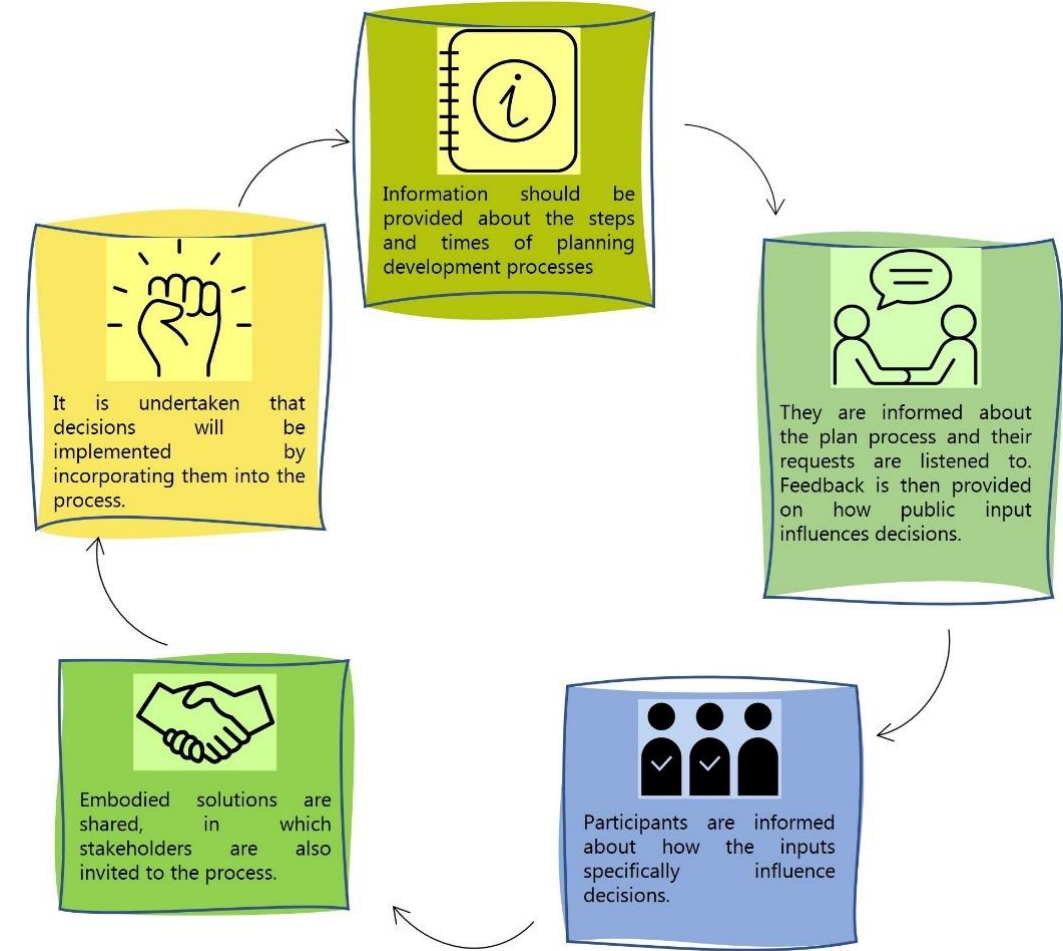 Information should be
provided about the steps
and times of planning
development processes
They are informed about
the plan process and their
requests are listened to.
Feedback is then provided
on how public input
influences decisions.
Participants are informed
about how the inputs
specifically influence
decisions.
Embodied solutions are
shared, in which
stakeholders are also
invited to the process.
It is undertaken that
decisions will be
implemented by
incorporating them into the
process.